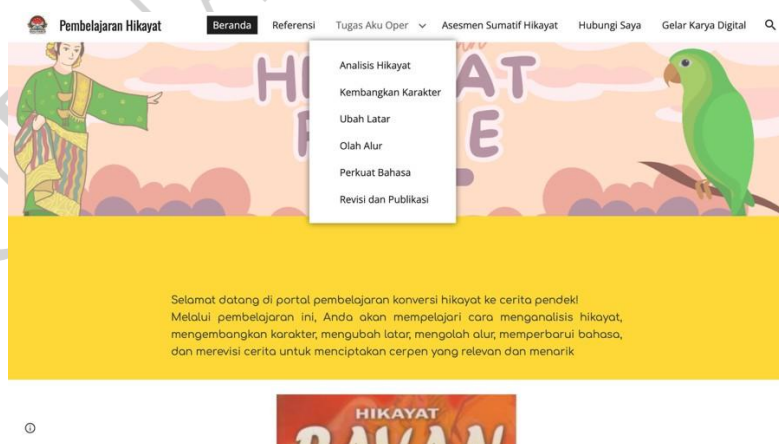 Pembelajaran Hikayat
Beranda
Referensi
Tugas Aku Oper
Asesmen Sumatif Hikayat
Hubungi Saya
Gelar Karya Digital
Analisis Hikayat
Kembangkan Karakter
Ubah Latar
Olah Alur
Perkuat Bahasa
Revisi dan Publikasi
Selamat datang di portal pembelajaran konversi hikayat ke cerita pendek!
Melalui pembelajaran ini, Anda akan mempelajari cara menganalisis hikayat,
mengembangkan karakter, mengubah latar, mengolah alur, memperbarui bahasa,
dan merevisi cerita untuk menciptakan cerpen yang relevan dan menarik
HIKAYAT
BAYAN